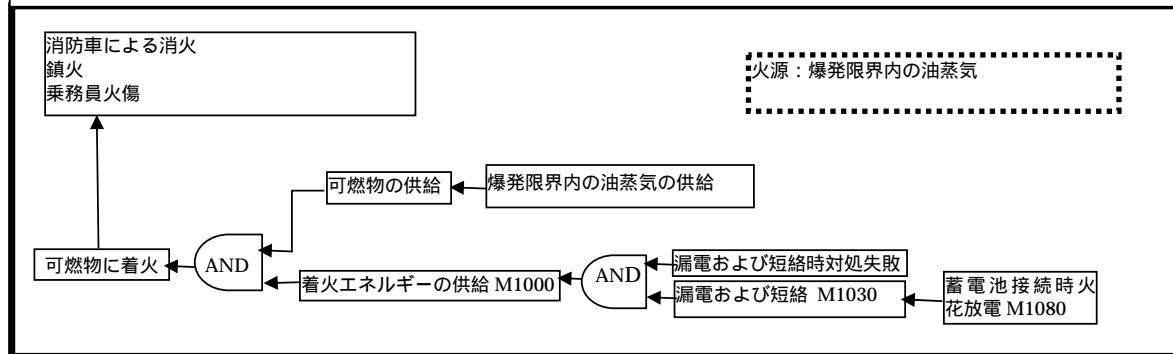 消防車による消火
鎮火
乗務員火傷
火源：爆発限界内の油蒸気
可燃物の供給
爆発限界内の油蒸気の供給
可燃物に着火
AND
着火エネルギーの供給 M1000
AND
漏電および短絡時対処失敗
漏電および短絡 M1030
蓄電池接続時火
花放電 M1080